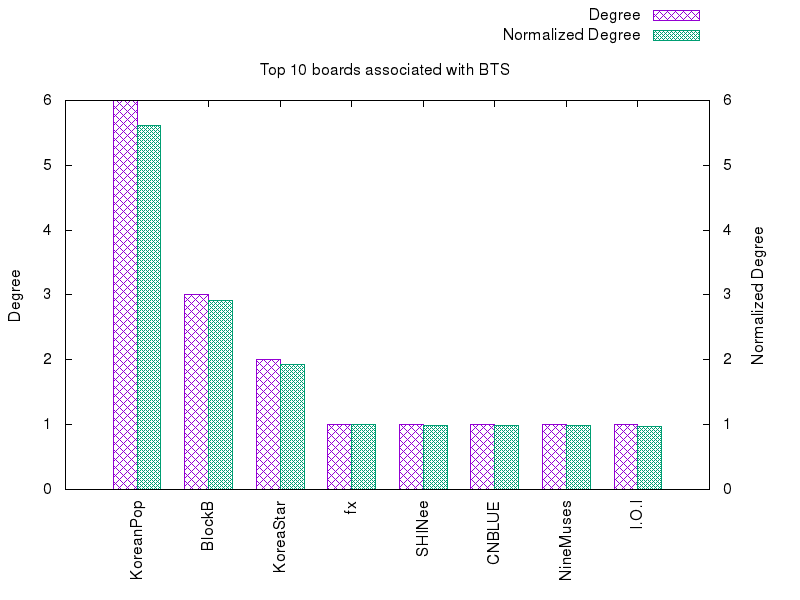 Degree
Normalized Degree
Top 10 boards associated with BTS
6 6
5 5
4 4
3 3
2 2
1 1
0 0
Degree
Normalized Degree
KoreanPop
BlockB
KoreaStar
fx
SHINee
CNBLUE
NineMuses
I.O.I